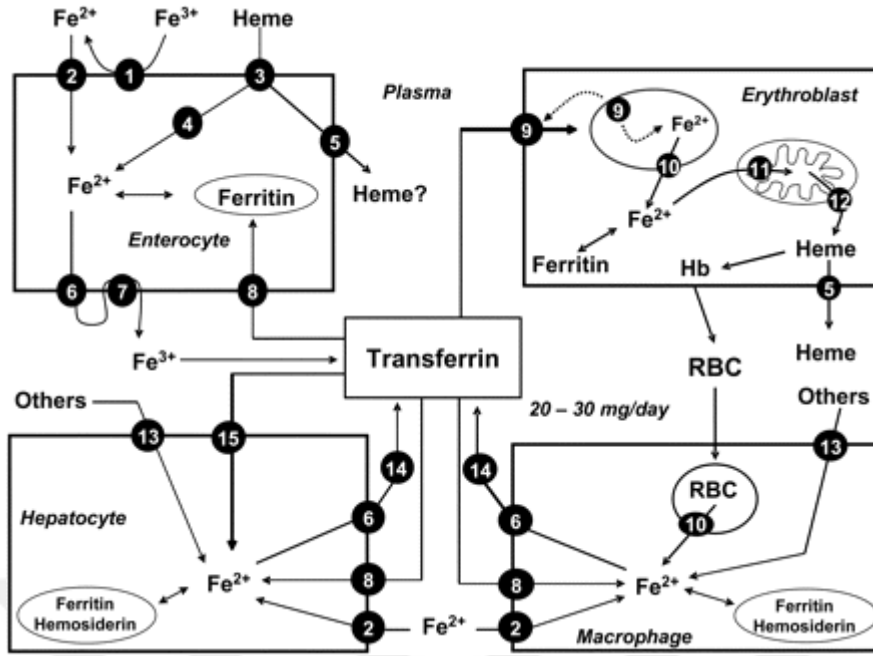 Fe2+ Fe3+ Heme
2 1 3
Plasma
4
5
Fe2+
Ferritin
Heme?
Enterocyte
6 7 8
Fe3+
Transferrin
Erythroblast
9 9
Fe2+
10 11
12
Fe2+
Ferritin Hb Heme
5
RBC Heme
20 – 30 mg/day
Others
13 15
14
Hepatocyte
6
Fe2+
8
Ferritin
Hemosiderin
2
Fe2+
Others
13
14
RBC
10
6
Fe2+
8
Ferritin
Hemosiderin
2
Macrophage